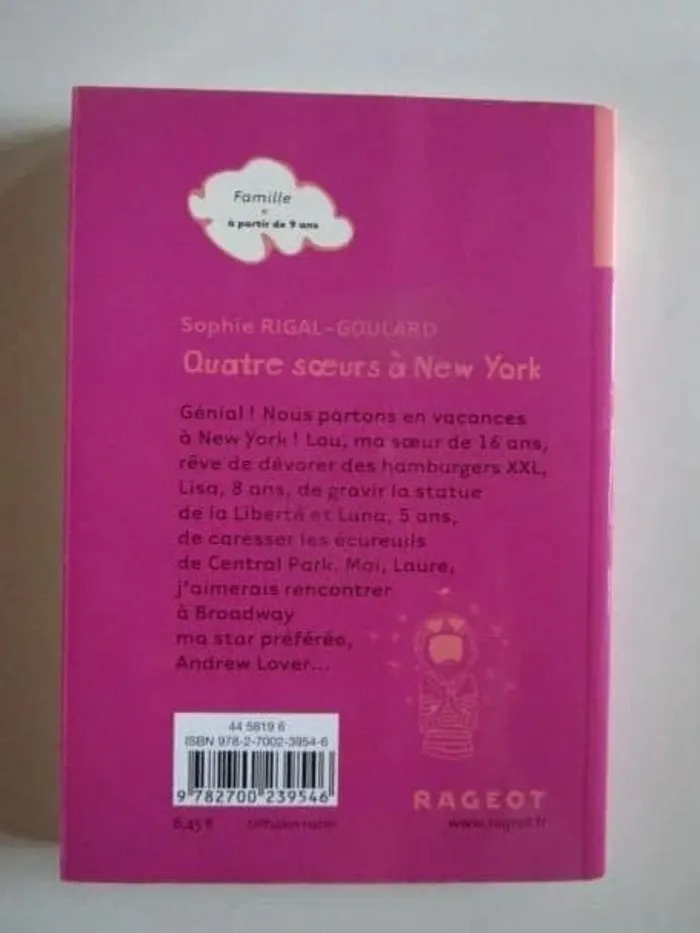 Famille
à partir de 9 ans
Sophie RIGAL-GOULARD
Quatre sœurs à New York
Génial ! Nous partons en vacances
à New York ! Lou, ma sœur de 16 ans,
rêve de dévorer des hamburgers XXL,
Lisa, 8 ans, de gravir la statue
de la Liberté et Luna, 5 ans,
de caresser les écureuils
de Central Park. Moi, Laure,
j'aimerais rencontrer
à Broadway
ma star préférée,
Andrew Lover...
44 5819 6
ISBN 978-2-7002-3954-6
9 782700 239546
6,45 €
RAGEOT
www.rageot.fr